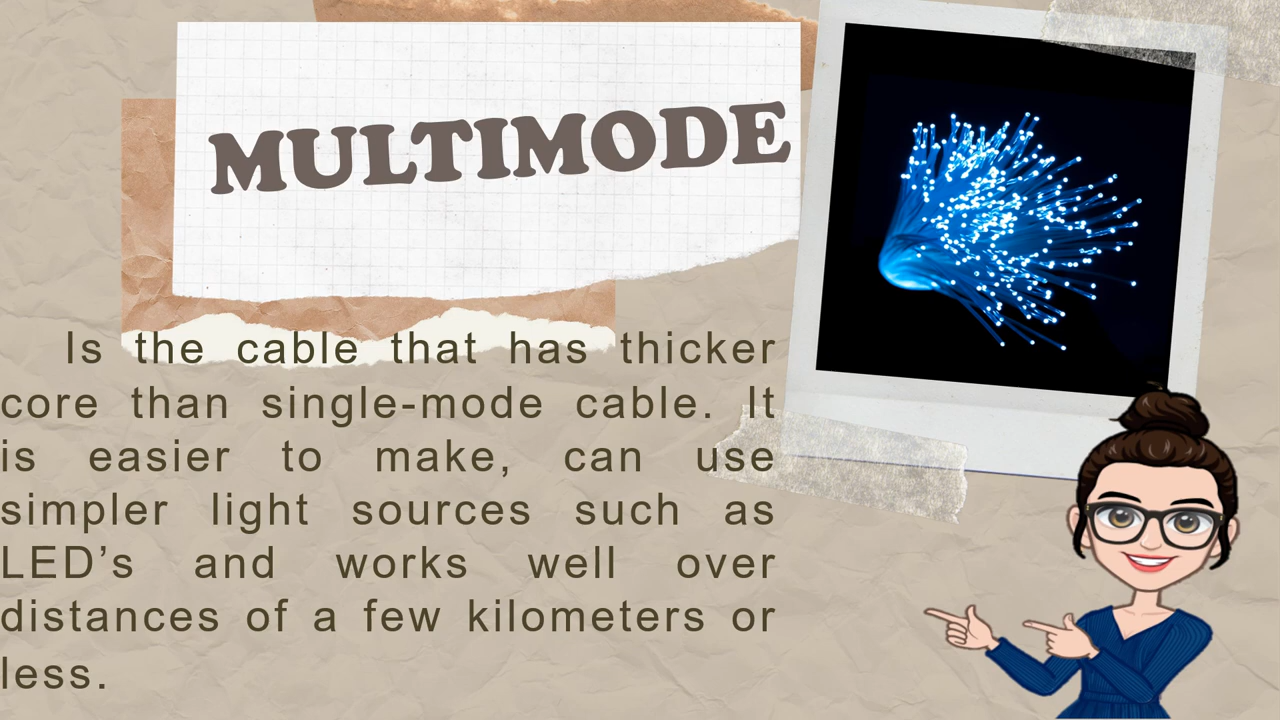 MULTIMODE
Is the cable that has thicker
core than single-mode cable. It
is easier to make, can use
simpler light sources such as
LED’s and works well over
distances of a few kilometers or
less.